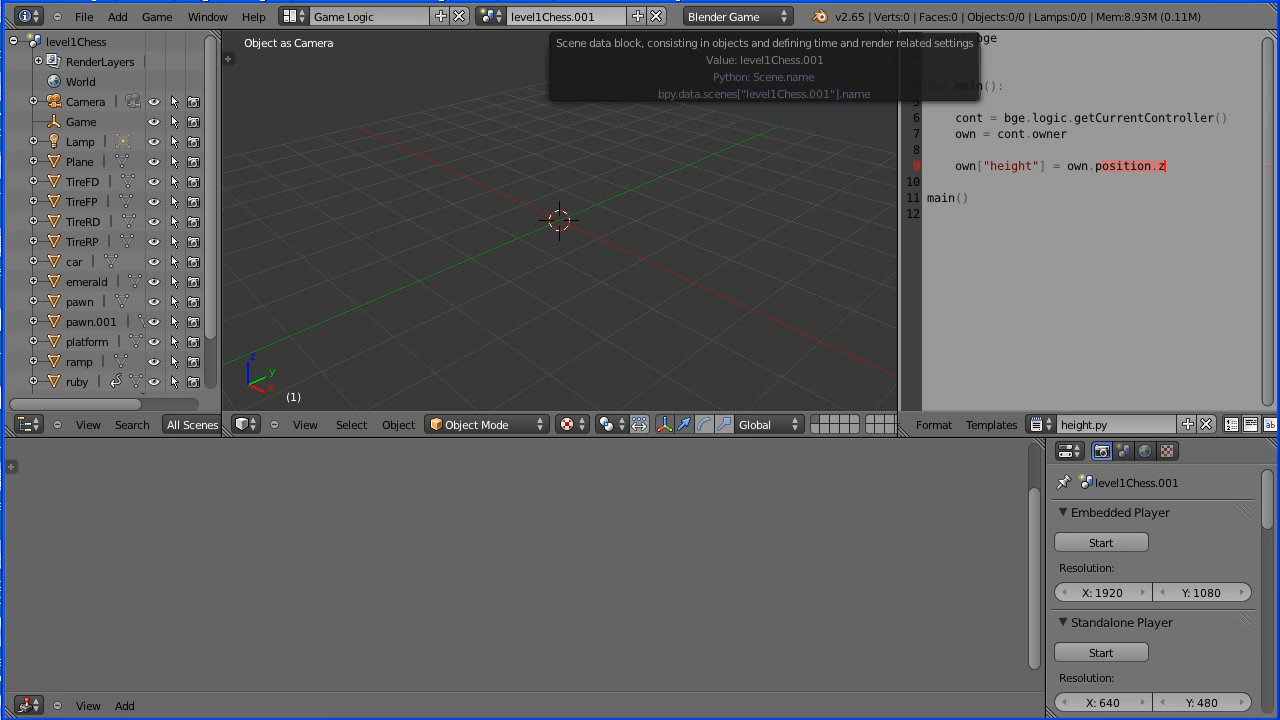 File Add Game Window Help Game Logic level1Chess.001 Blender Game v2.65 | Verts:0 | Faces:0 | Objects:0/0 | Lamps:0/0 | Mem:8.93M (0.11M)
level1Chess
RenderLayers
World
Camera
Game
Lamp
Plane
TireFD
TireFP
TireRD
TireRP
car
emerald
pawn
pawn.001
platform
ramp
ruby
View Search All Scenes
Object as Camera
Scene data block, consisting in objects and defining time and render related settings
Value: level1Chess.001
Python: Scene.name
bpy.data.scenes["level1Chess.001"].name
z
y
x
(1)
View Select Object Object Mode Global
main():
6 cont = bge.logic.getCurrentController()
7 own = cont.owner
8
9 own["height"] = own.position.z
10
11 main()
12
Format Templates height.py
level1Chess.001
Embedded Player
Start
Resolution:
X: 1920 Y: 1080
Standalone Player
Start
Resolution:
X: 640 Y: 480
View Add